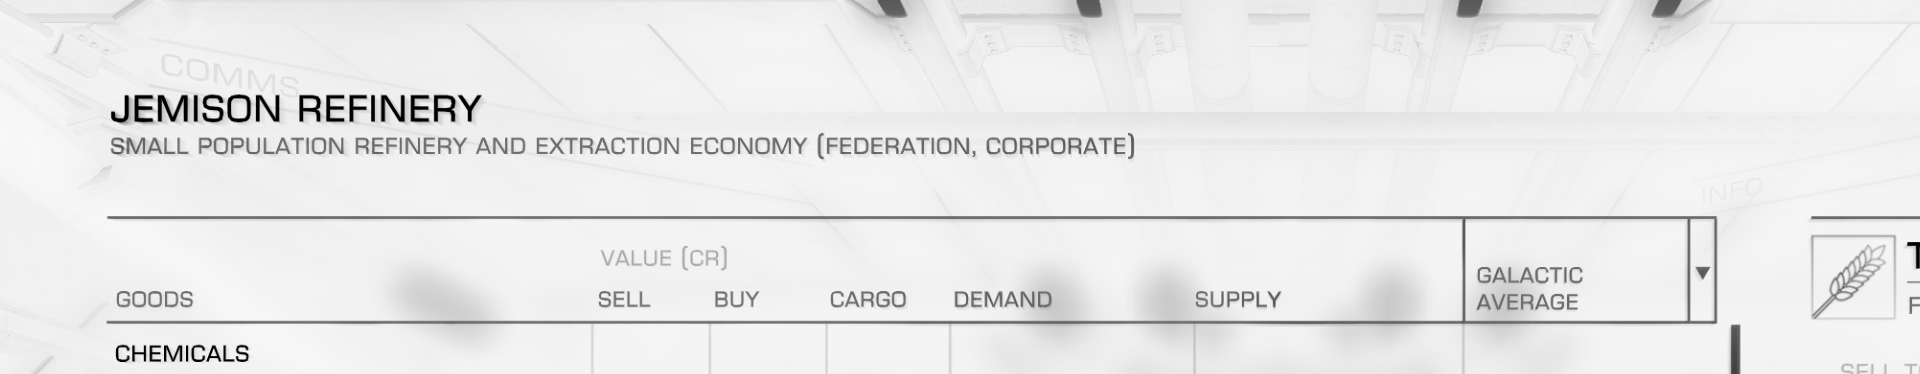 COMMS
JEMISON REFINERY
SMALL POPULATION REFINERY AND EXTRACTION ECONOMY (FEDERATION, CORPORATE)
INFO
VALUE (CR)
GOODS SELL BUY CARGO DEMAND SUPPLY GALACTIC AVERAGE
CHEMICALS
SELL